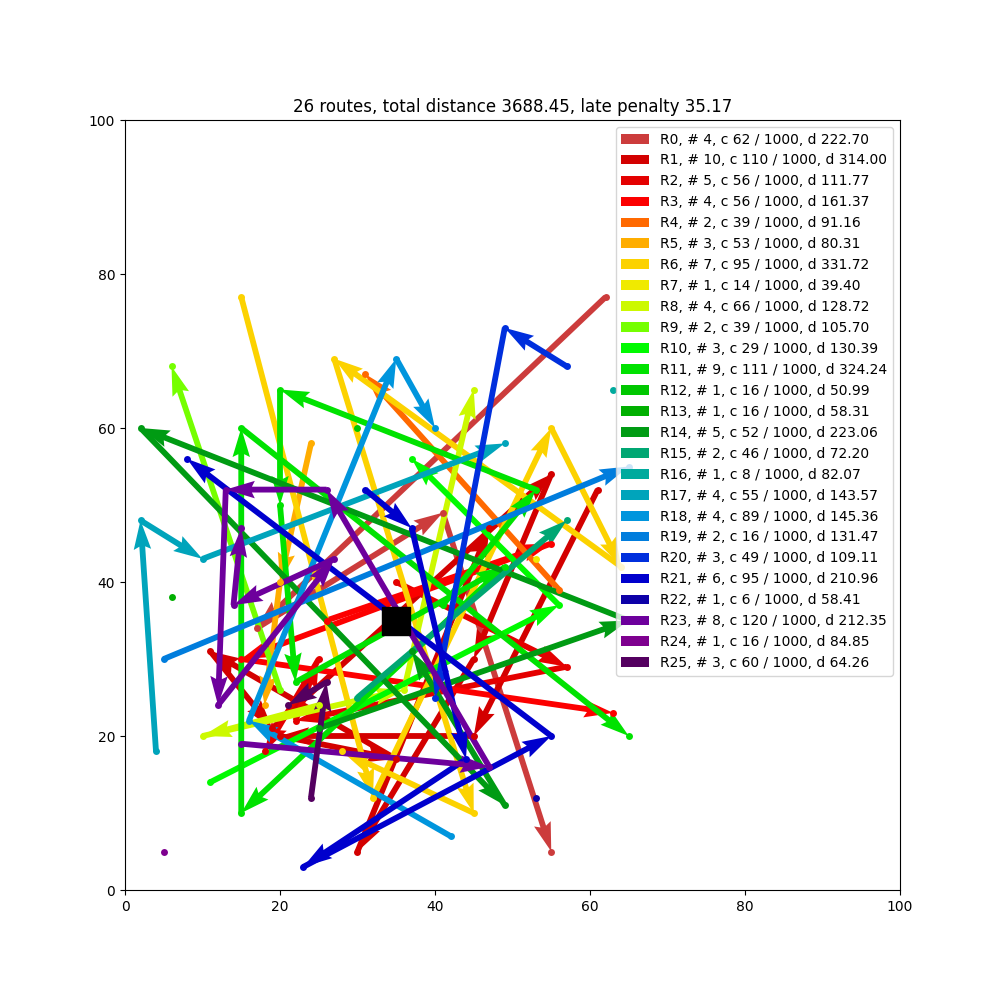 26 routes, total distance 3688.45, late penalty 35.17
100
80
60
40
20
0
0 20 40 60 80 100
R0, # 4, c 62 / 1000, d 222.70
R1, # 10, c 110 / 1000, d 314.00
R2, # 5, c 56 / 1000, d 111.77
R3, # 4, c 56 / 1000, d 161.37
R4, # 2, c 39 / 1000, d 91.16
R5, # 3, c 53 / 1000, d 80.31
R6, # 7, c 95 / 1000, d 331.72
R7, # 1, c 14 / 1000, d 39.40
R8, # 4, c 66 / 1000, d 128.72
R9, # 2, c 39 / 1000, d 105.70
R10, # 3, c 29 / 1000, d 130.39
R11, # 9, c 111 / 1000, d 324.24
R12, # 1, c 16 / 1000, d 50.99
R13, # 1, c 16 / 1000, d 58.31
R14, # 5, c 52 / 1000, d 223.06
R15, # 2, c 46 / 1000, d 72.20
R16, # 1, c 8 / 1000, d 82.07
R17, # 4, c 55 / 1000, d 143.57
R18, # 4, c 89 / 1000, d 145.36
R19, # 2, c 16 / 1000, d 131.47
R20, # 3, c 49 / 1000, d 109.11
R21, # 6, c 95 / 1000, d 210.96
R22, # 1, c 6 / 1000, d 58.41
R23, # 8, c 120 / 1000, d 212.35
R24, # 1, c 16 / 1000, d 84.85
R25, # 3, c 60 / 1000, d 64.26